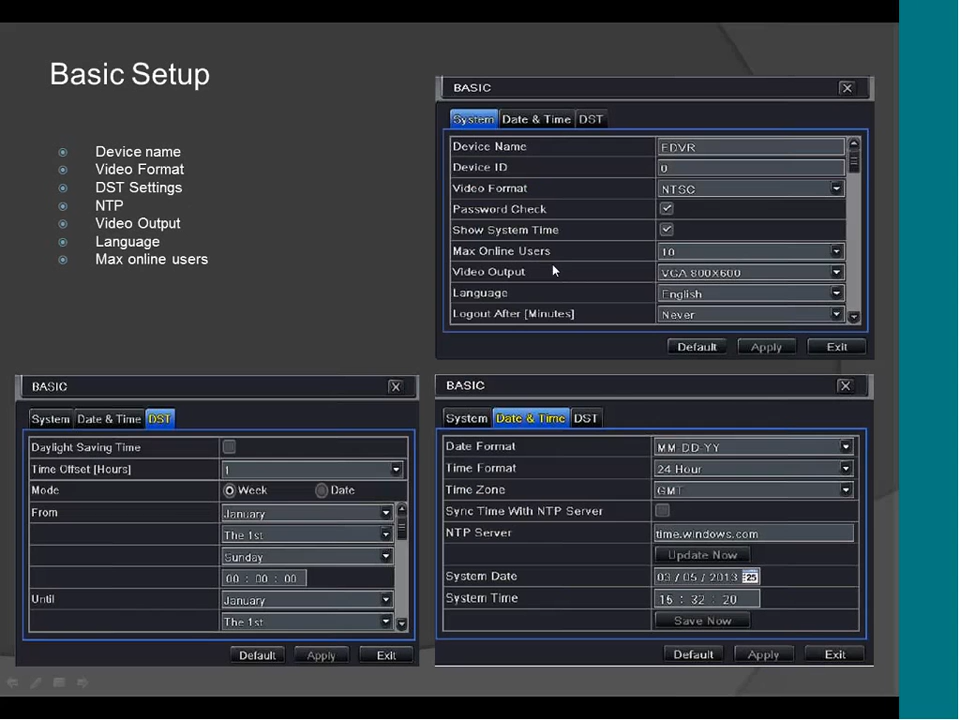 Basic Setup
Device name
Video Format
DST Settings
NTP
Video Output
Language
Max online users
BASIC
System Date & Time DST
Device Name EDVR
Device ID 0
Video Format NTSC
Password Check
Show System Time
Max Online Users 10
Video Output VGA 800X600
Language English
Logout After [Minutes] Never
Default Apply Exit
BASIC
System Date & Time DST
Daylight Saving Time
Time Offset [Hours] 1
Mode Week Date
From January
The 1st
Sunday
00 : 00 : 00
Until January
The 1st
Default Apply Exit
BASIC
System Date & Time DST
Date Format MM-DD-YY
Time Format 24 Hour
Time Zone GMT
Sync Time With NTP Server
NTP Server time.windows.com
Update Now
System Date 03 / 05 / 2013 25
System Time 15 : 32 : 20
Save Now
Default Apply Exit